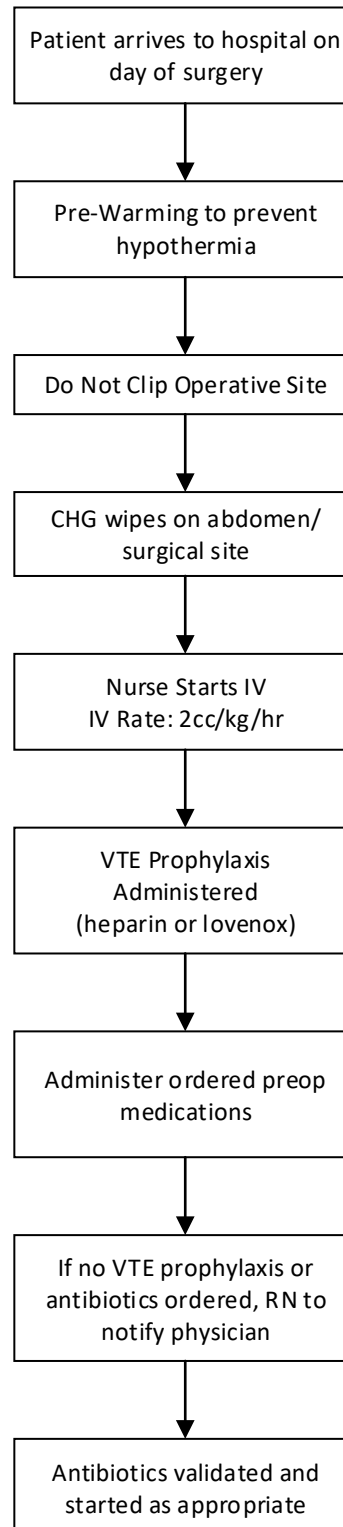 Patient arrives to hospital on
day of surgery
Pre-Warming to prevent
hypothermia
Do Not Clip Operative Site
CHG wipes on abdomen/
surgical site
Nurse Starts IV
IV Rate: 2cc/kg/hr
VTE Prophylaxis
Administered
(heparin or lovenox)
Administer ordered preop
medications
If no VTE prophylaxis or
antibiotics ordered, RN to
notify physician
Antibiotics validated and
started as appropriate